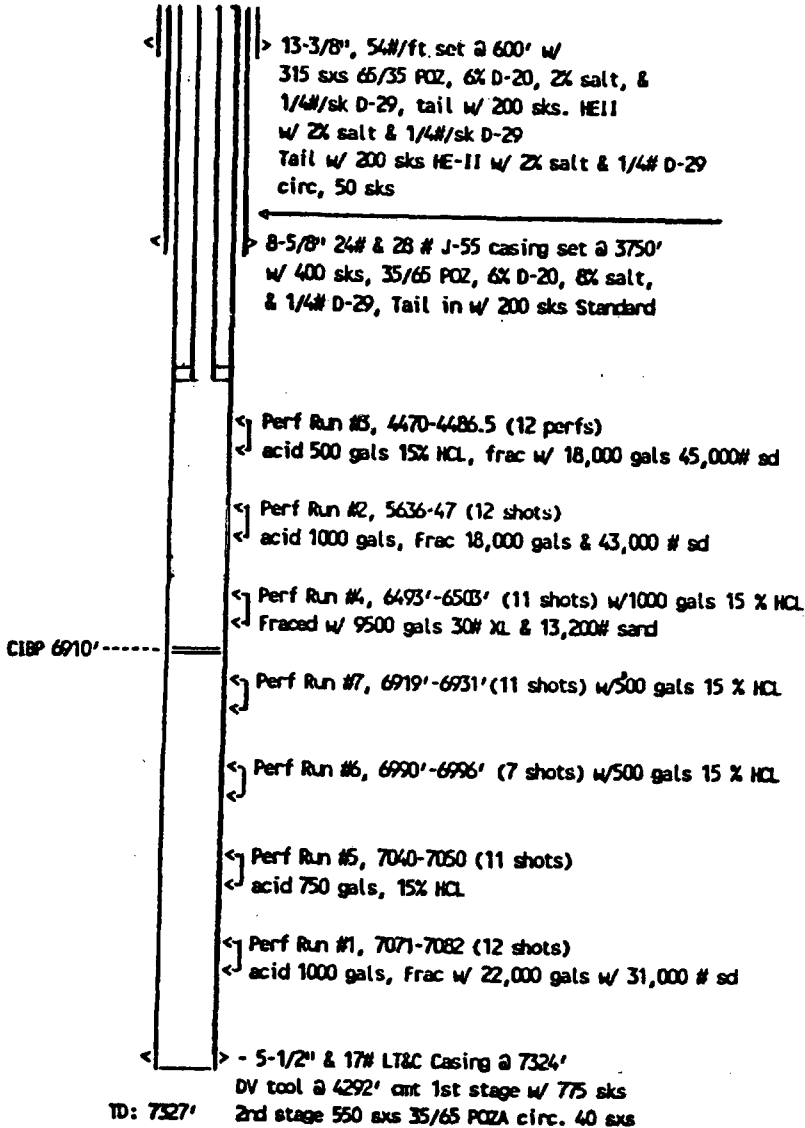 13-3/8", 54#/ft. set @ 600' w/
315 sxs 65/35 POZ, 6% D-20, 2% salt, &
1/4#/sk D-29, tail w/ 200 sks. HEII
w/ 2% salt & 1/4#/sk D-29
Tail w/ 200 sks HE-II w/ 2% salt & 1/4# D-29
circ, 50 sks
8-5/8" 24# & 28 # J-55 casing set @ 3750'
w/ 400 sks, 35/65 POZ, 6% D-20, 8% salt,
& 1/4# D-29, Tail in w/ 200 sks Standard
Perf Run #3, 4470-4486.5 (12 perfs)
acid 500 gals 15% HCL, frac w/ 18,000 gals 45,000# sd
Perf Run #2, 5636-47 (12 shots)
acid 1000 gals, Frac 18,000 gals & 43,000 # sd
Perf Run #4, 6493'-6503' (11 shots) w/1000 gals 15 % HCL
Fraced w/ 9500 gals 30# XL & 13,200# sand
CIBP 6910'
Perf Run #7, 6919'-6931' (11 shots) w/500 gals 15 % HCL
Perf Run #6, 6990'-6996' (7 shots) w/500 gals 15 % HCL
Perf Run #5, 7040-7050 (11 shots)
acid 750 gals, 15% HCL
Perf Run #1, 7071-7082 (12 shots)
acid 1000 gals, Frac w/ 22,000 gals w/ 31,000 # sd
- 5-1/2" & 17# LT&C Casing @ 7324'
DV tool @ 4292' cmt 1st stage w/ 775 sks
TD: 7327' 2nd stage 550 sxs 35/65 POZA circ. 40 sxs